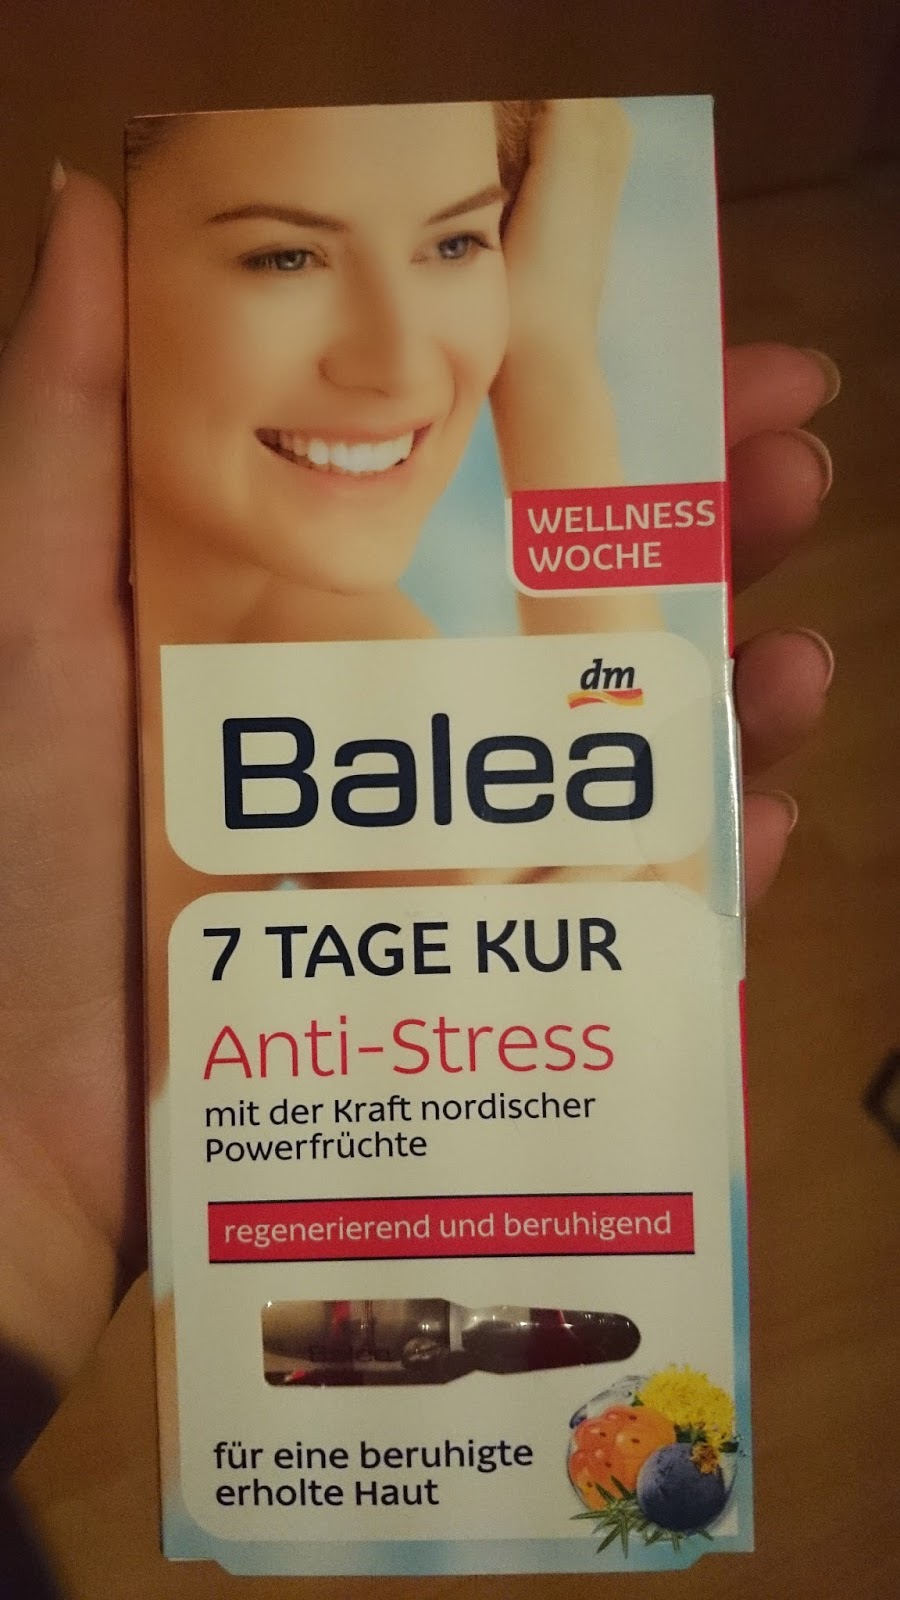 WELLNESS
WOCHE
dm
Balea
7 TAGE KUR
Anti-Stress
mit der Kraft nordischer
Powerfrüchte
regenerierend und beruhigend
Balea
für eine beruhigte
erholte Haut